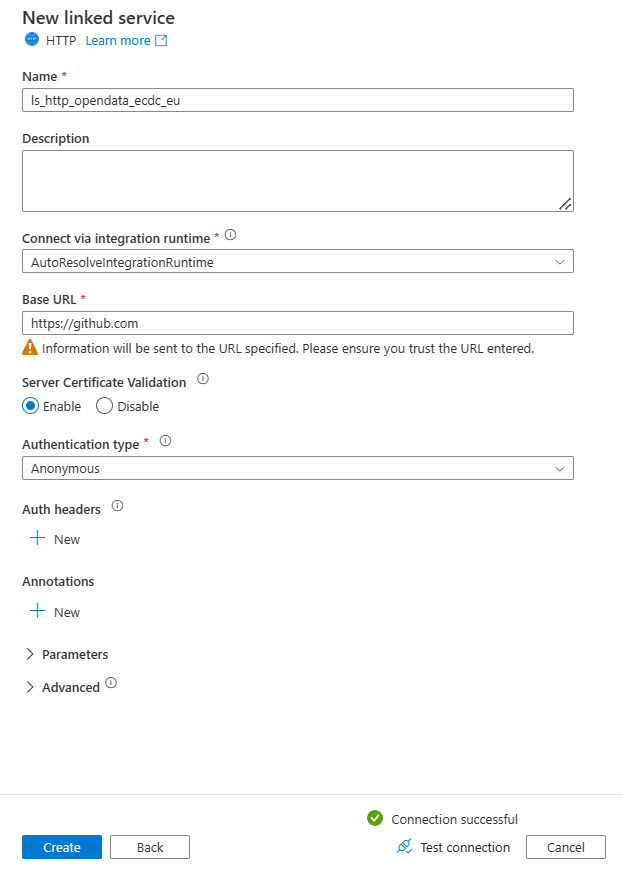 New linked service
HTTP Learn more
Name *
ls_http_opendata_ecdc_eu
Description
Connect via integration runtime *
AutoResolveIntegrationRuntime
Base URL *
https://github.com
Information will be sent to the URL specified. Please ensure you trust the URL entered.
Server Certificate Validation
Enable Disable
Authentication type *
Anonymous
Auth headers
New
Annotations
New
Parameters
Advanced
Connection successful
Create Back Test connection Cancel